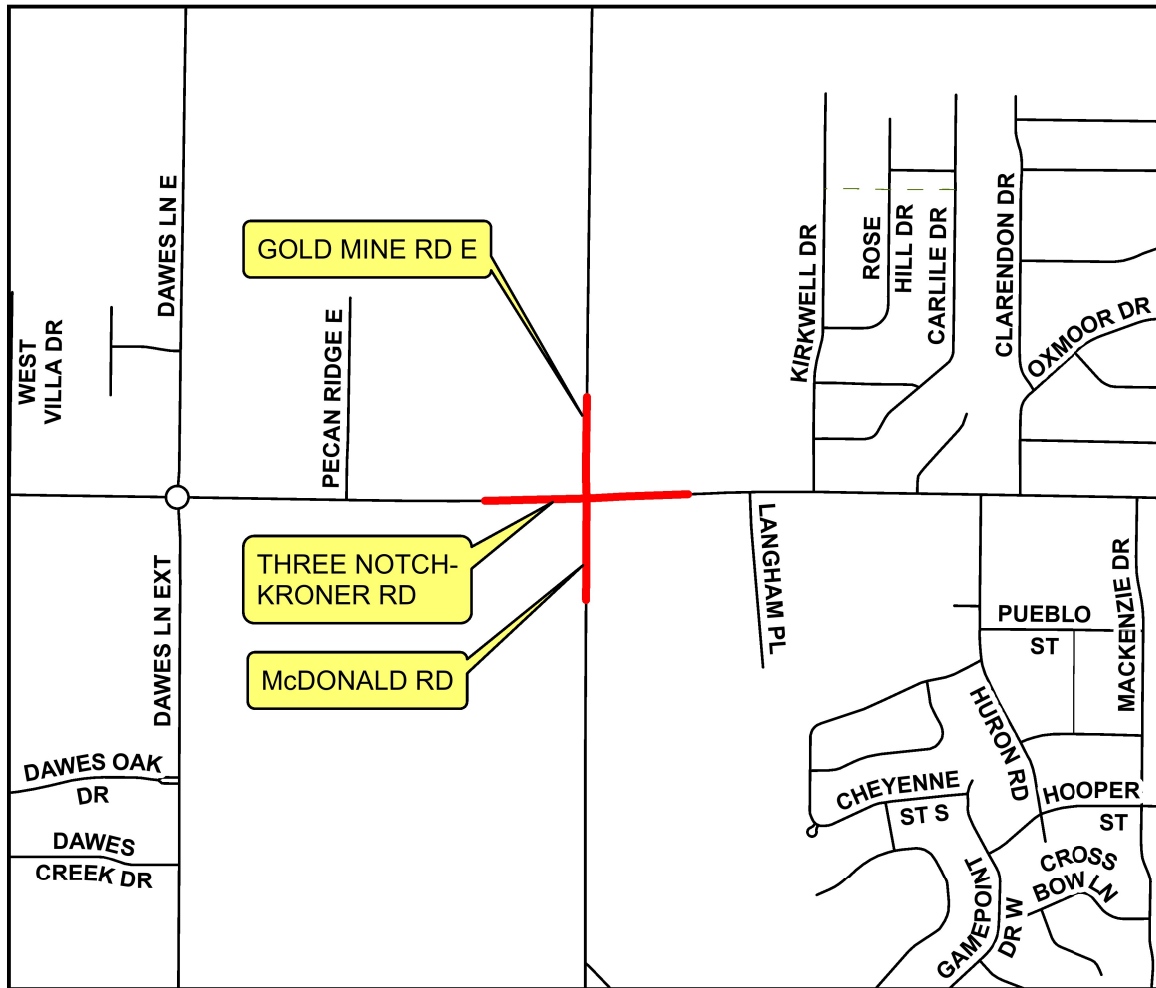 DAWES LN E
GOLD MINE RD E
WEST
VILLA DR
PECAN RIDGE E
KIRKWELL DR
ROSE
HILL DR
CARLILE DR
CLARENDON DR
OXMOOR DR
THREE NOTCH-
KRONER RD
McDONALD RD
DAWES LN EXT
LANGHAM PL
PUEBLO
ST
MACKENZIE DR
HURON RD
DAWES OAK
DR
CHEYENNE
ST S
HOOPER
ST
DAWES
CREEK DR
CROSS
BOW LN
GAMEPOINT
DR W